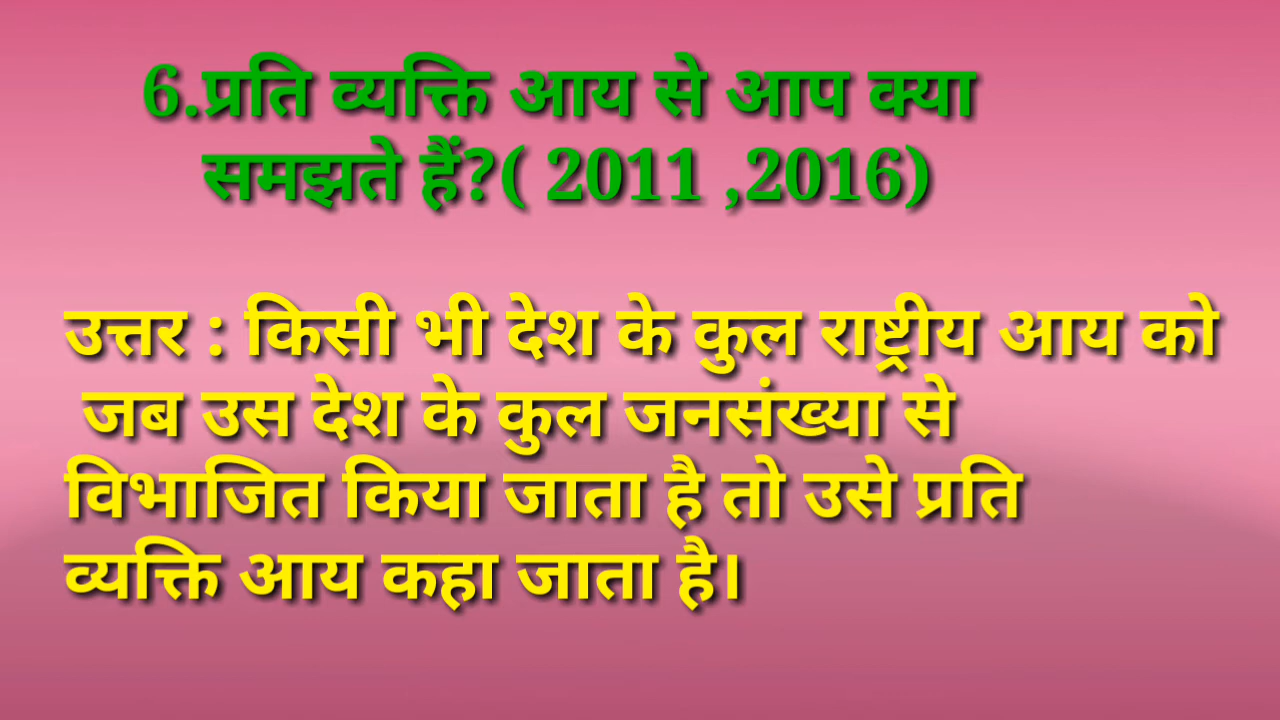 6.प्रति व्यक्ति आय से आप क्या
समझते हैं?( 2011 ,2016)
उत्तर : किसी भी देश के कुल राष्ट्रीय आय को
जब उस देश के कुल जनसंख्या से
विभाजित किया जाता है तो उसे प्रति
व्यक्ति आय कहा जाता है।